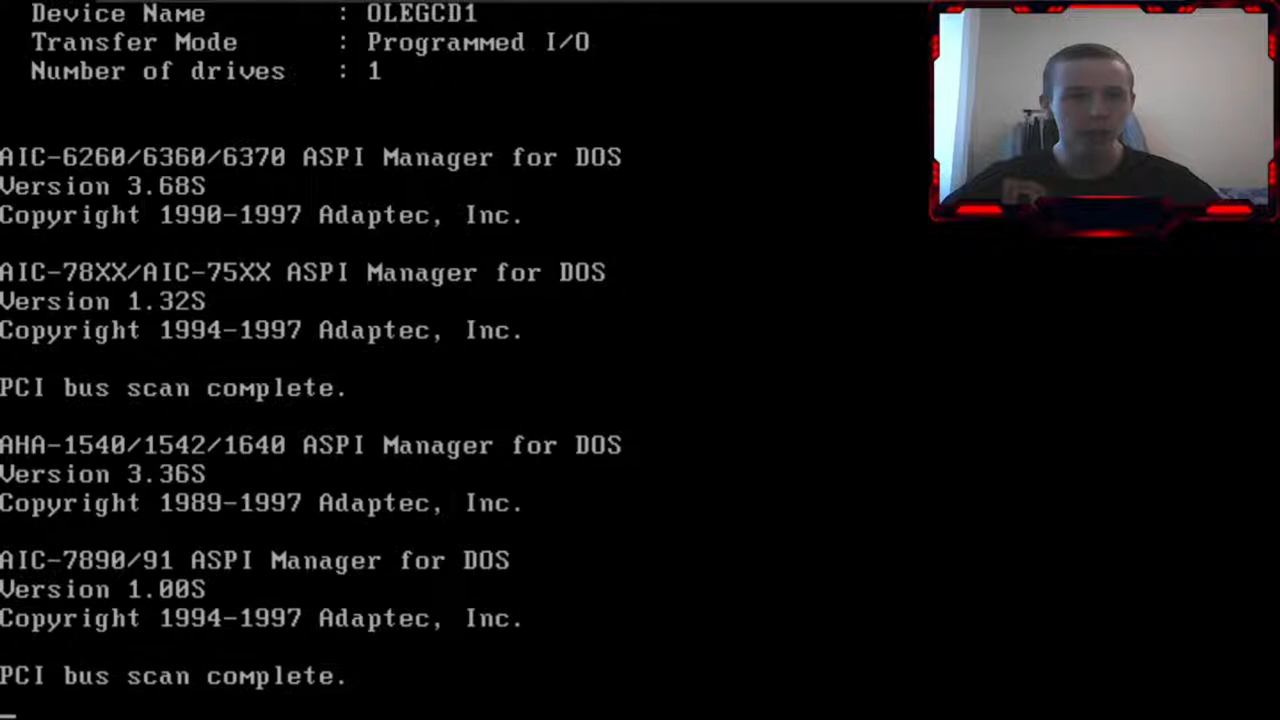 Device Name : OLEGCD1
Transfer Mode : Programmed I/O
Number of drives : 1
AIC-6260/6360/6370 ASPI Manager for DOS
Version 3.68S
Copyright 1990-1997 Adaptec, Inc.
AIC-78XX/AIC-75XX ASPI Manager for DOS
Version 1.32S
Copyright 1994-1997 Adaptec, Inc.
PCI bus scan complete.
AHA-1540/1542/1640 ASPI Manager for DOS
Version 3.36S
Copyright 1989-1997 Adaptec, Inc.
AIC-7890/91 ASPI Manager for DOS
Version 1.00S
Copyright 1994-1997 Adaptec, Inc.
PCI bus scan complete.
_